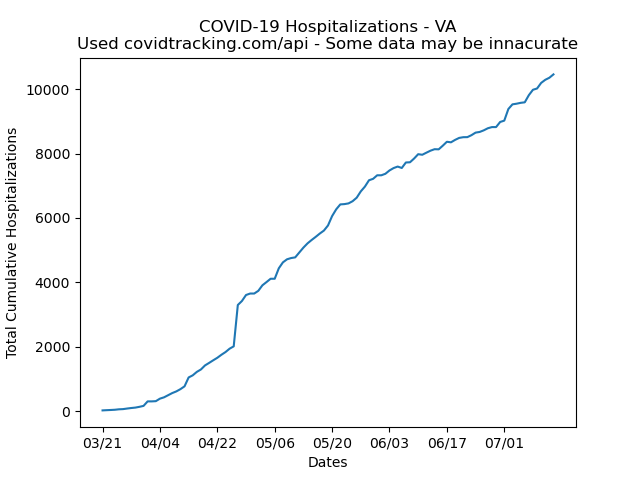 COVID-19 Hospitalizations - VA
Used covidtracking.com/api - Some data may be innacurate
10000
8000
6000
4000
2000
0
Total Cumulative Hospitalizations
03/21 04/04 04/22 05/06 05/20 06/03 06/17 07/01
Dates